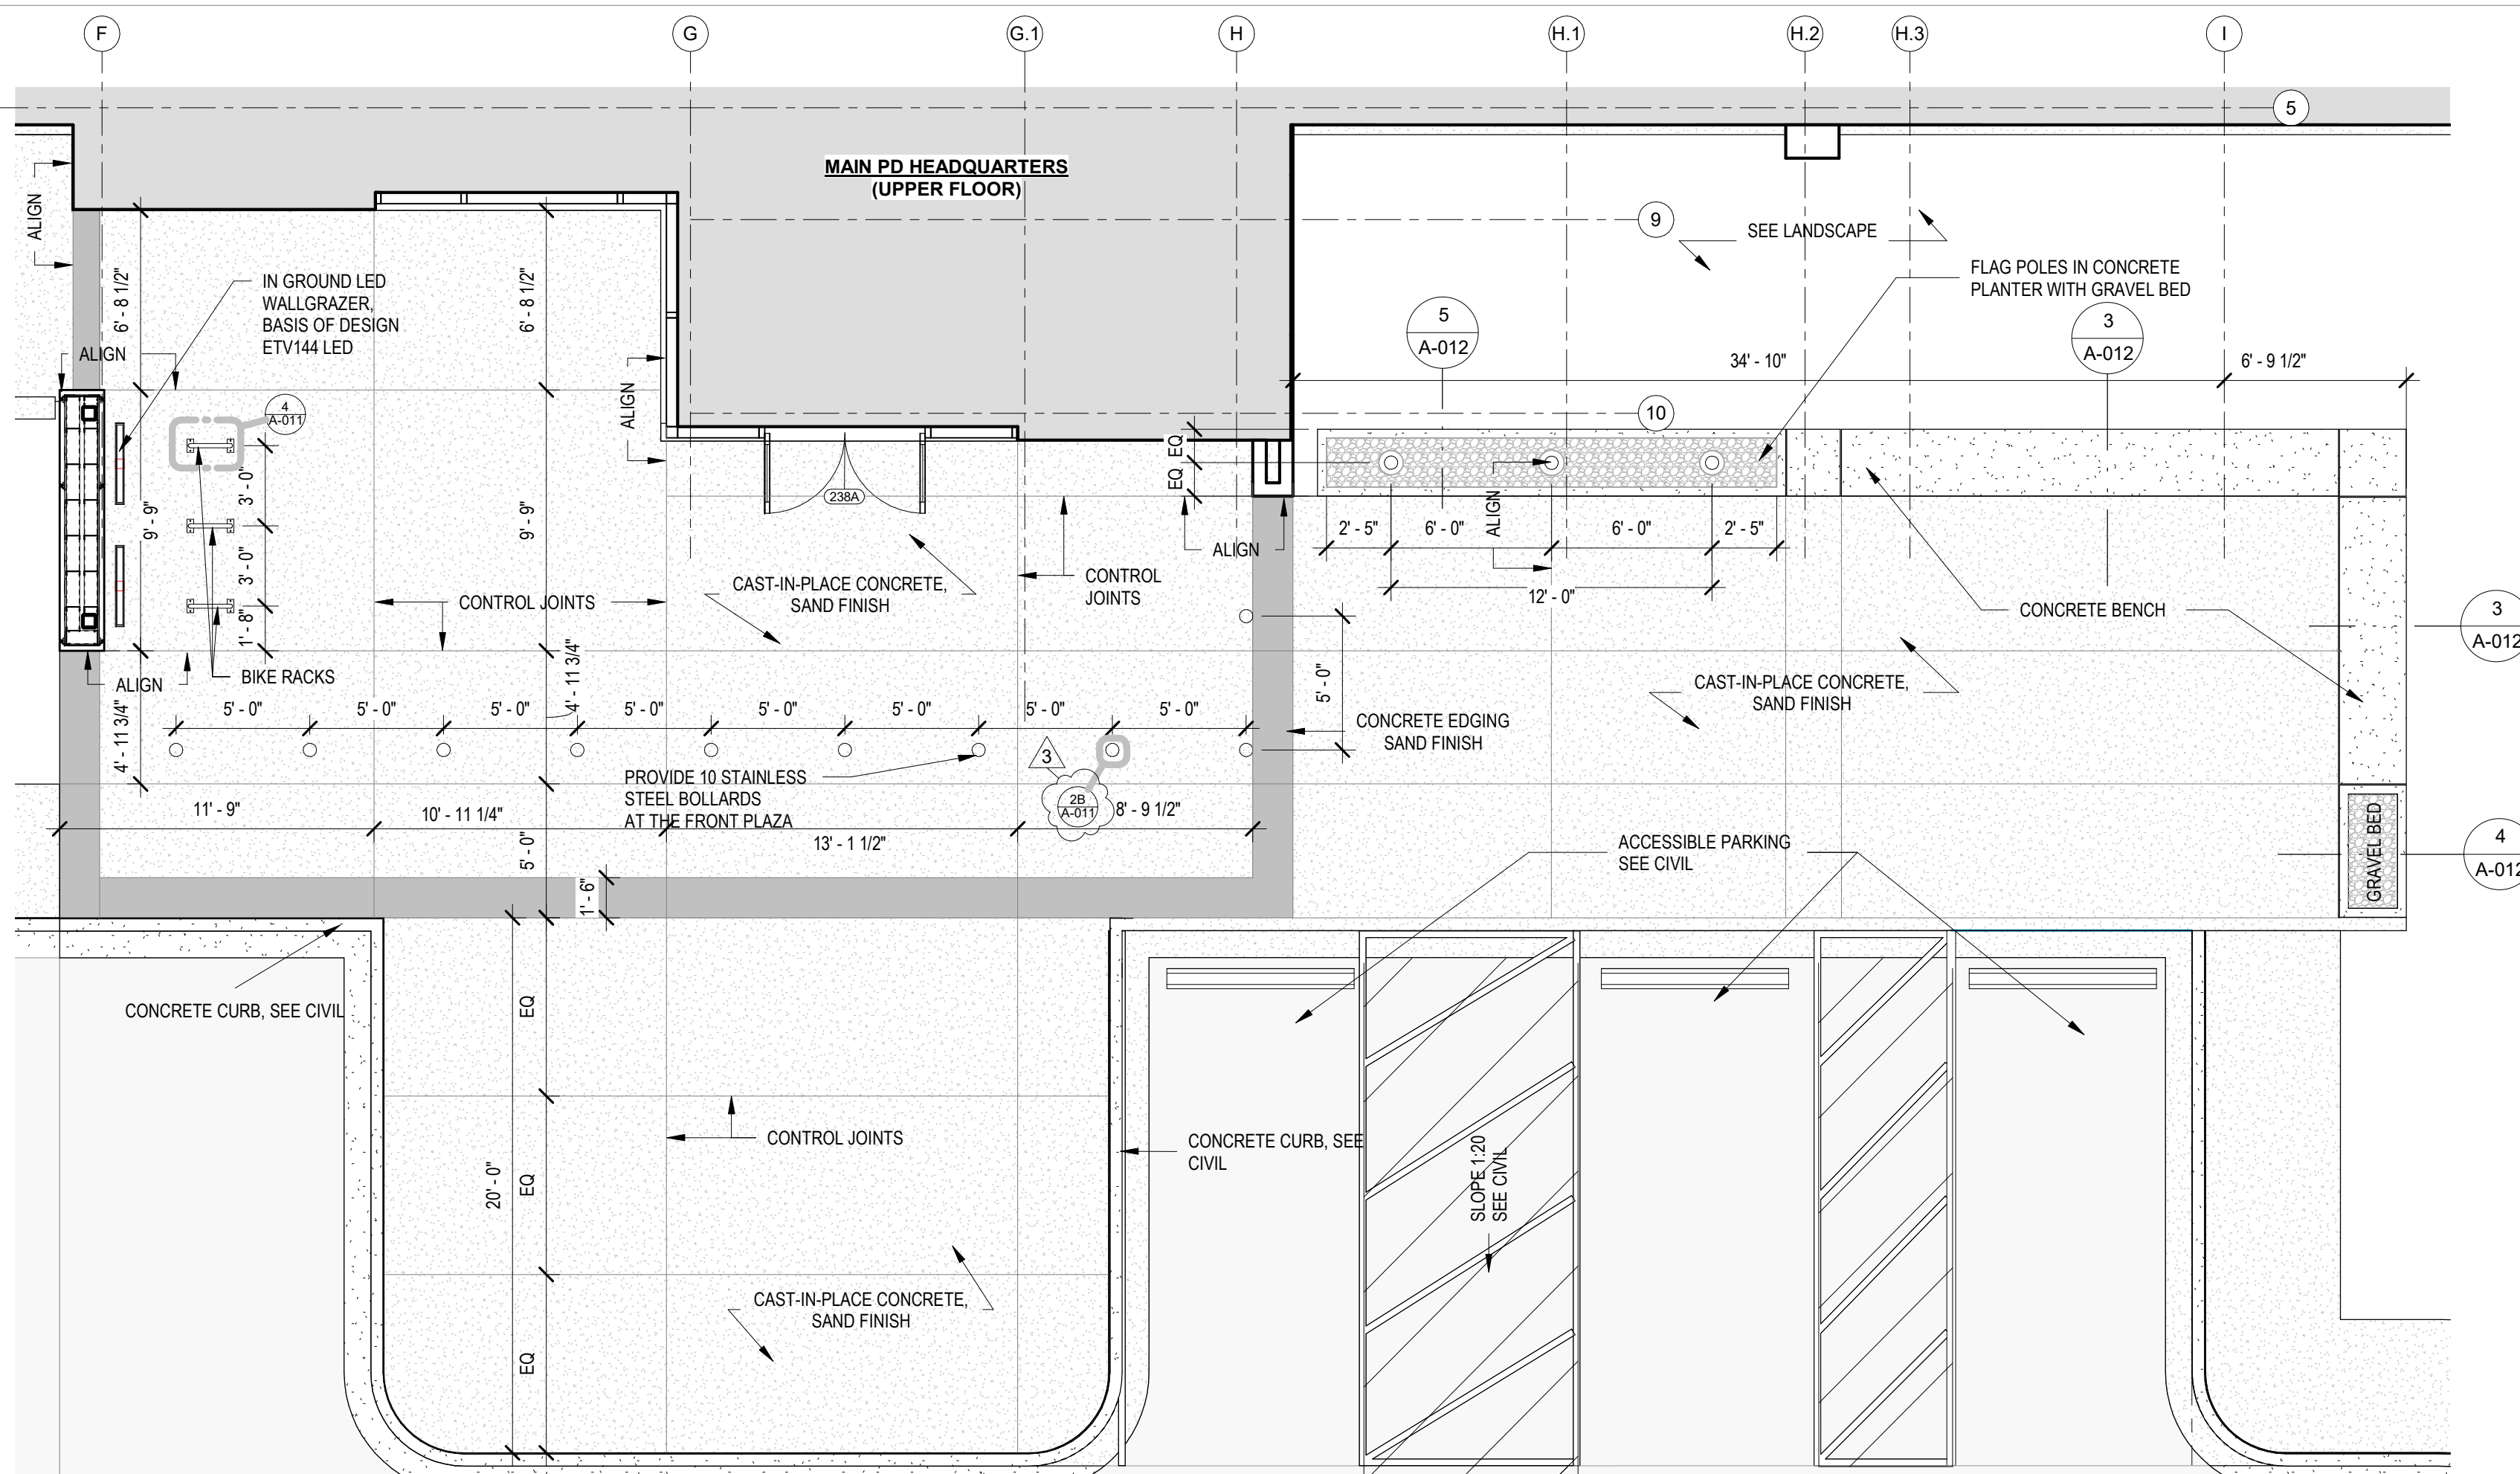 F
G
G.1
H
H.1
H.2
H.3
I
5
MAIN PD HEADQUARTERS
(UPPER FLOOR)
9
10
ALIGN
6' - 8 1/2"
6' - 8 1/2"
IN GROUND LED
WALLGRAZER,
BASIS OF DESIGN
ETV144 LED
ALIGN
ALIGN
4
A-011
9' - 9"
9' - 9"
3' - 0"
3' - 0"
1' - 8"
238A
EQ
EQ
SEE LANDSCAPE
FLAG POLES IN CONCRETE
PLANTER WITH GRAVEL BED
5
A-012
3
A-012
34' - 10"
6' - 9 1/2"
2' - 5"
6' - 0"
ALIGN
6' - 0"
2' - 5"
12' - 0"
ALIGN
CONTROL
JOINTS
CAST-IN-PLACE CONCRETE,
SAND FINISH
CONTROL JOINTS
CONCRETE BENCH
3
A-012
BIKE RACKS
ALIGN
4' - 11 3/4"
4' - 11 3/4"
5' - 0"
5' - 0"
5' - 0"
5' - 0"
5' - 0"
5' - 0"
5' - 0"
5' - 0"
5' - 0"
CAST-IN-PLACE CONCRETE,
SAND FINISH
CONCRETE EDGING
SAND FINISH
3
2B
A-011
PROVIDE 10 STAINLESS
STEEL BOLLARDS
AT THE FRONT PLAZA
11' - 9"
10' - 11 1/4"
13' - 1 1/2"
8' - 9 1/2"
5' - 0"
1' - 6"
ACCESSIBLE PARKING
SEE CIVIL
GRAVEL BED
4
A-012
CONCRETE CURB, SEE CIVIL
EQ
EQ
EQ
20' - 0"
CONTROL JOINTS
CONCRETE CURB, SEE
CIVIL
SLOPE 1:20
SEE CIVIL
CAST-IN-PLACE CONCRETE,
SAND FINISH